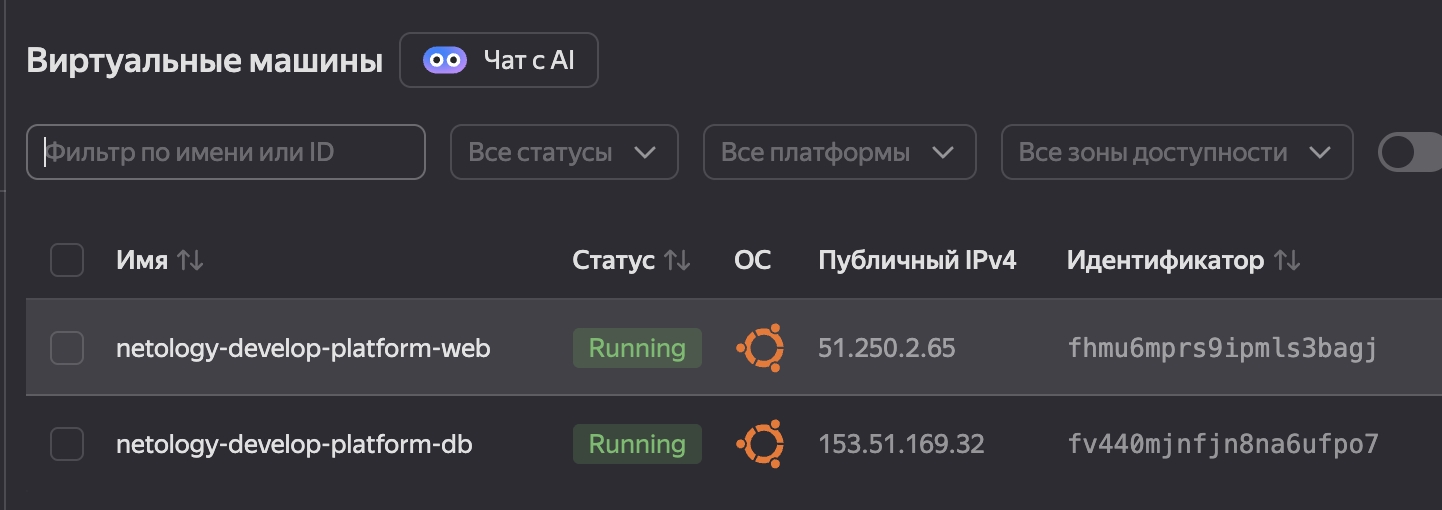 Виртуальные машины Чат с AI
Фильтр по имени или ID Все статусы Все платформы Все зоны доступности
Имя Статус ОС Публичный IPv4 Идентификатор
netology-develop-platform-web Running 51.250.2.65 fhmu6mprs9ipmls3bagj
netology-develop-platform-db Running 153.51.169.32 fv440mjnfjn8na6ufpo7